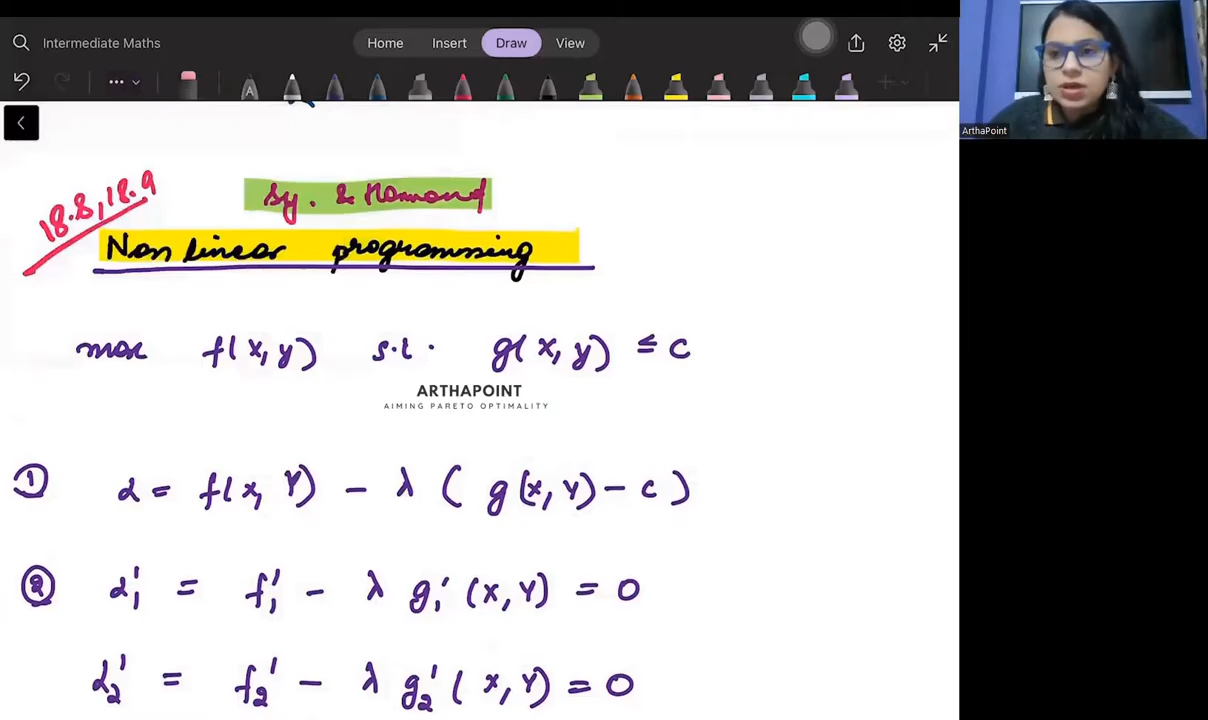 Intermediate Maths
Home Insert Draw View
ArthaPoint
18.8, 18.9
Sy. & Hamond
Non linear programming
max f(x, y) s.t. g(x, y) ≤ c
ARTHAPOINT
AIMING PARETO OPTIMALITY
① L = f(x, y) - λ ( g(x, y) - c )
② L₁' = f₁' - λ g₁' (x, y) = 0
L₂' = f₂' - λ g₂' ( x, y) = 0